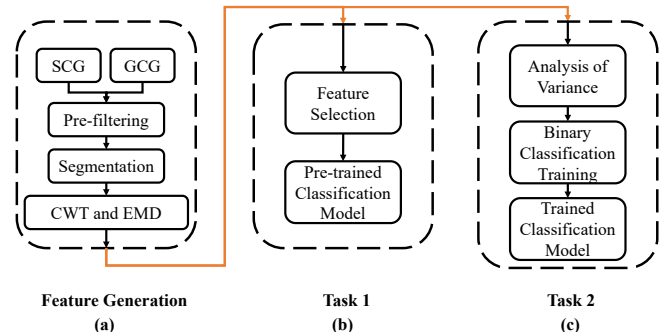 SCG
GCG
Pre-filtering
Segmentation
CWT and EMD
Feature Generation
(a)
Feature
Selection
Pre-trained
Classification
Model
Task 1
(b)
Analysis of
Variance
Binary
Classification
Training
Trained
Classification
Model
Task 2
(c)